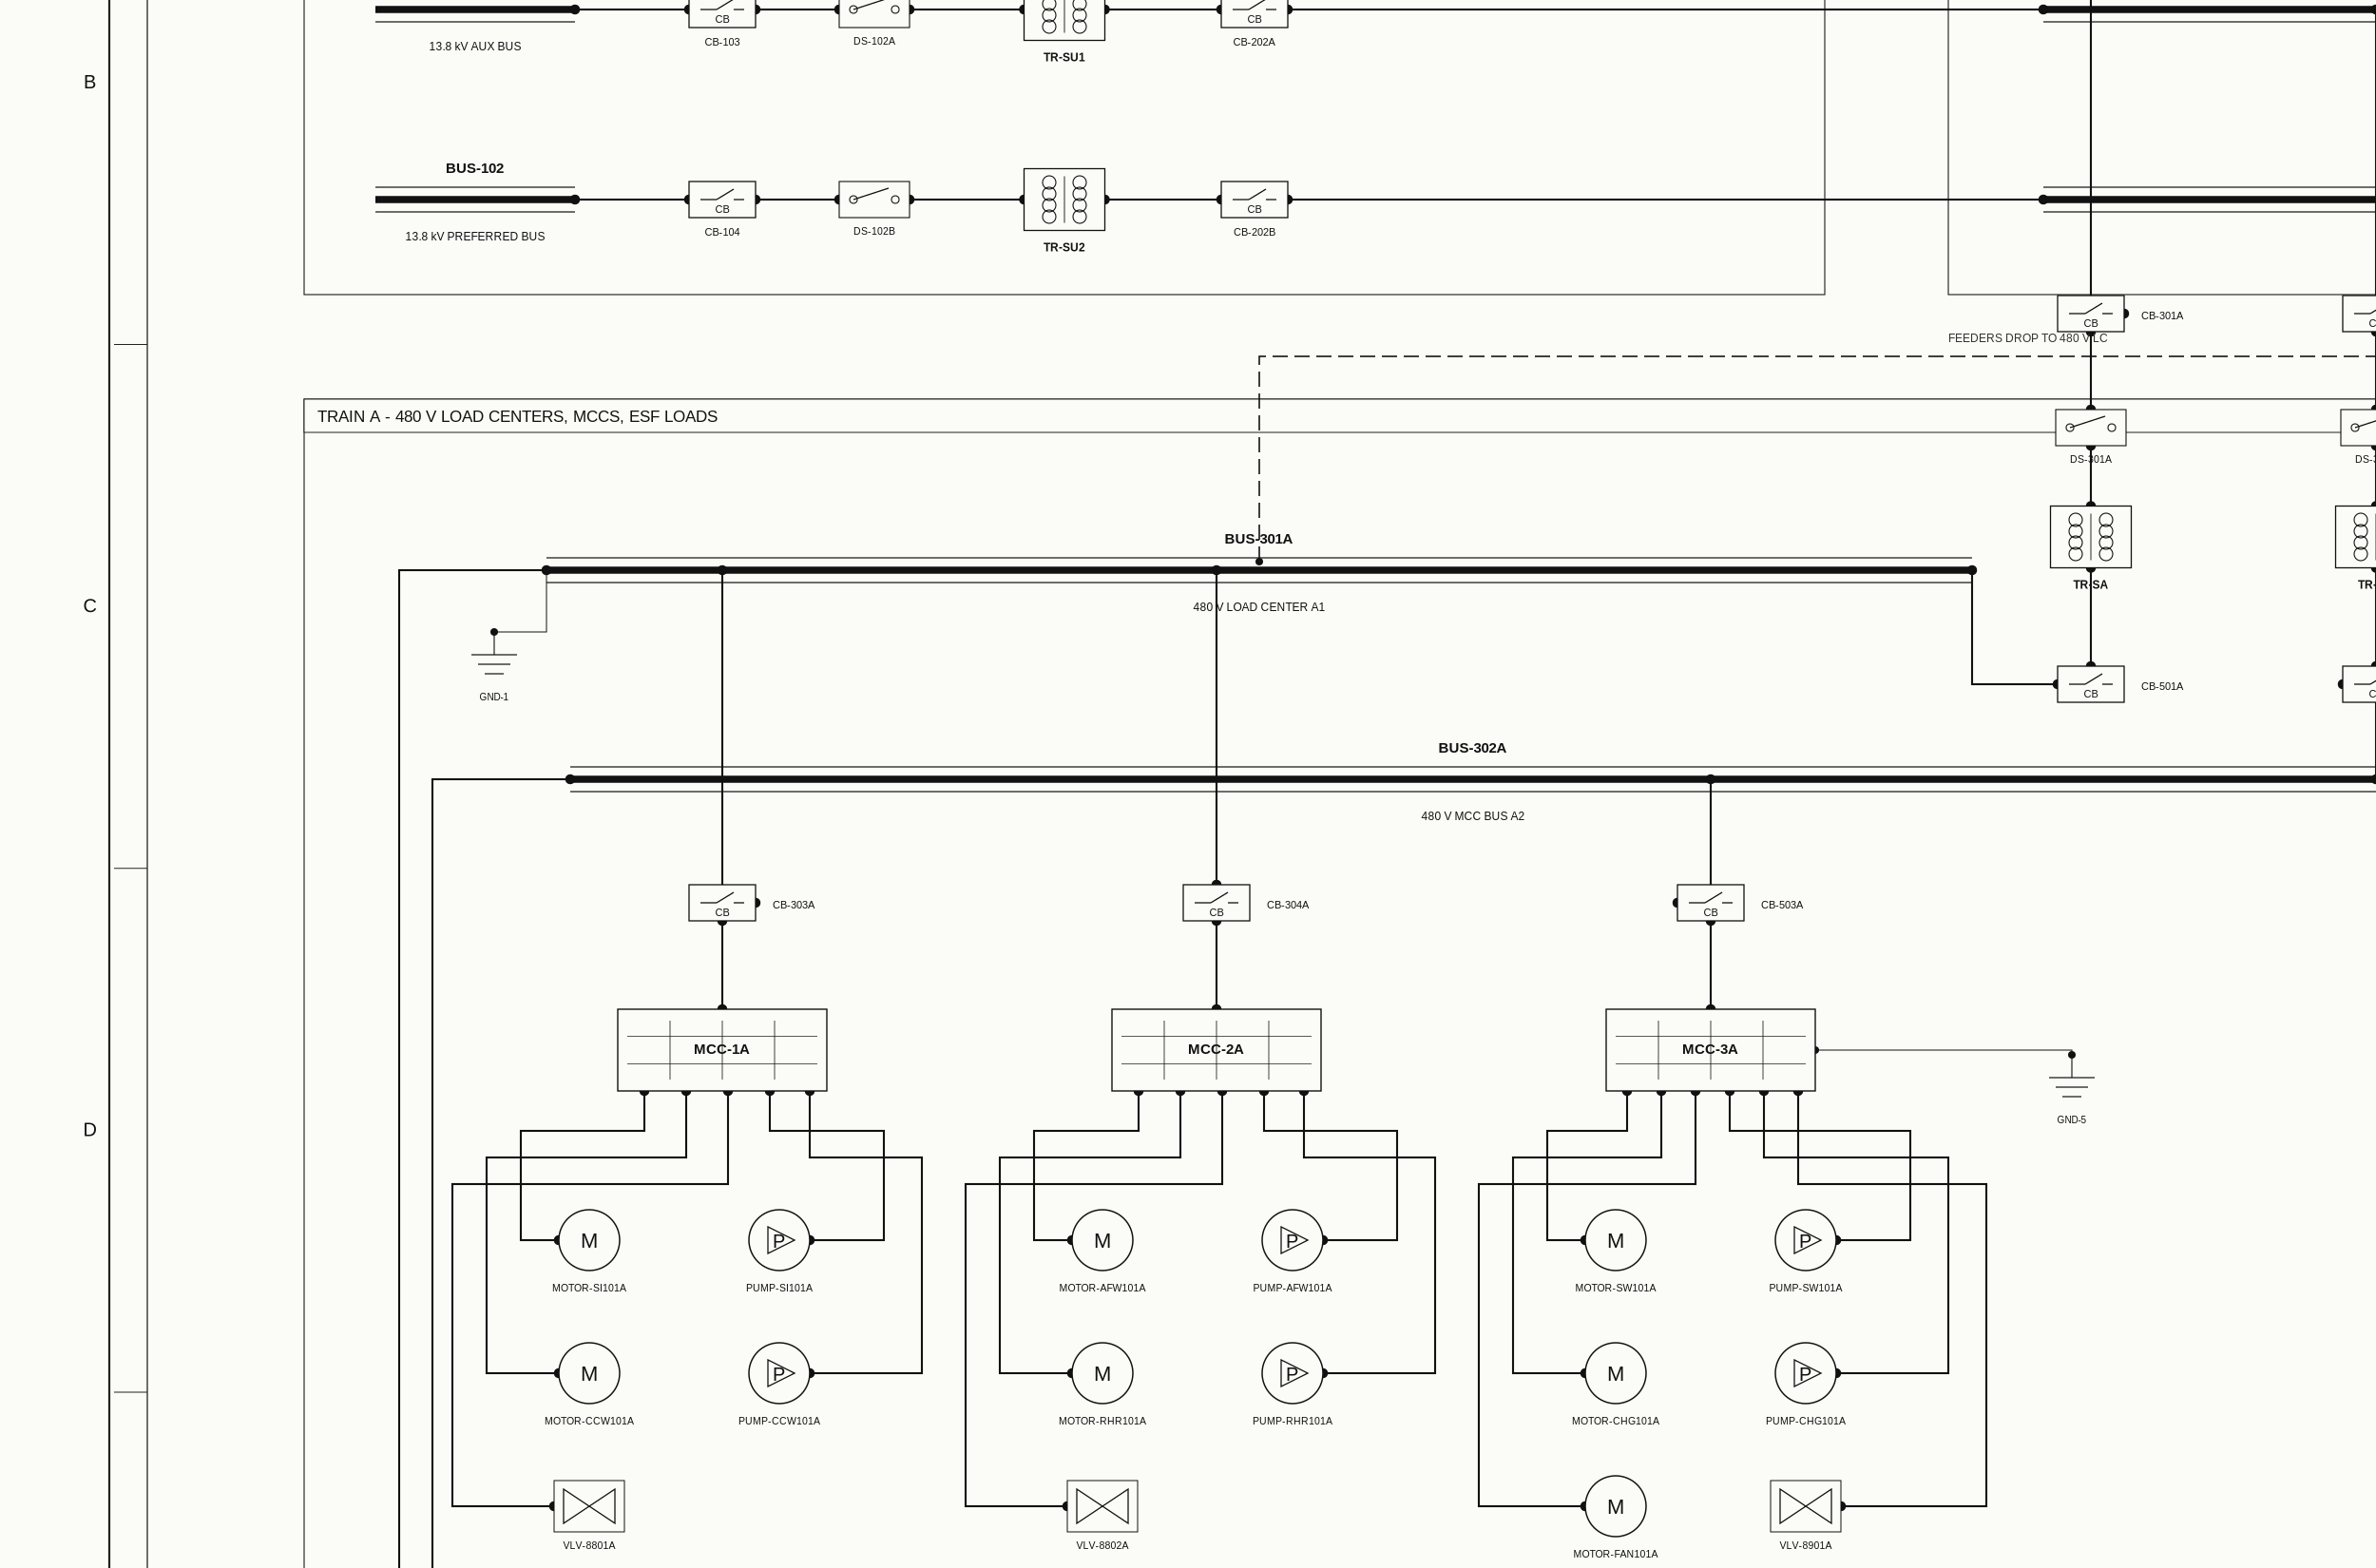 CB
CB
CB-103
DS-102A
CB-202A
13.8 kV AUX BUS
TR-SU1
B
BUS-102
CB
CB
CB-104
DS-102B
CB-202B
13.8 kV PREFERRED BUS
TR-SU2
CB-301A
CB
FEEDERS DROP TO 480 V LC
TRAIN A - 480 V LOAD CENTERS, MCCS, ESF LOADS
DS-301A
BUS-301A
TR-SA
C
480 V LOAD CENTER A1
CB-501A
CB
GND-1
BUS-302A
480 V MCC BUS A2
CB
CB-303A
CB
CB-304A
CB
CB-503A
MCC-1A
MCC-2A
MCC-3A
GND-5
D
M
P
M
P
M
P
MOTOR-SI101A
PUMP-SI101A
MOTOR-AFW101A
PUMP-AFW101A
MOTOR-SW101A
PUMP-SW101A
M
P
M
P
M
P
MOTOR-CCW101A
PUMP-CCW101A
MOTOR-RHR101A
PUMP-RHR101A
MOTOR-CHG101A
PUMP-CHG101A
M
VLV-8801A
VLV-8802A
VLV-8901A
MOTOR-FAN101A